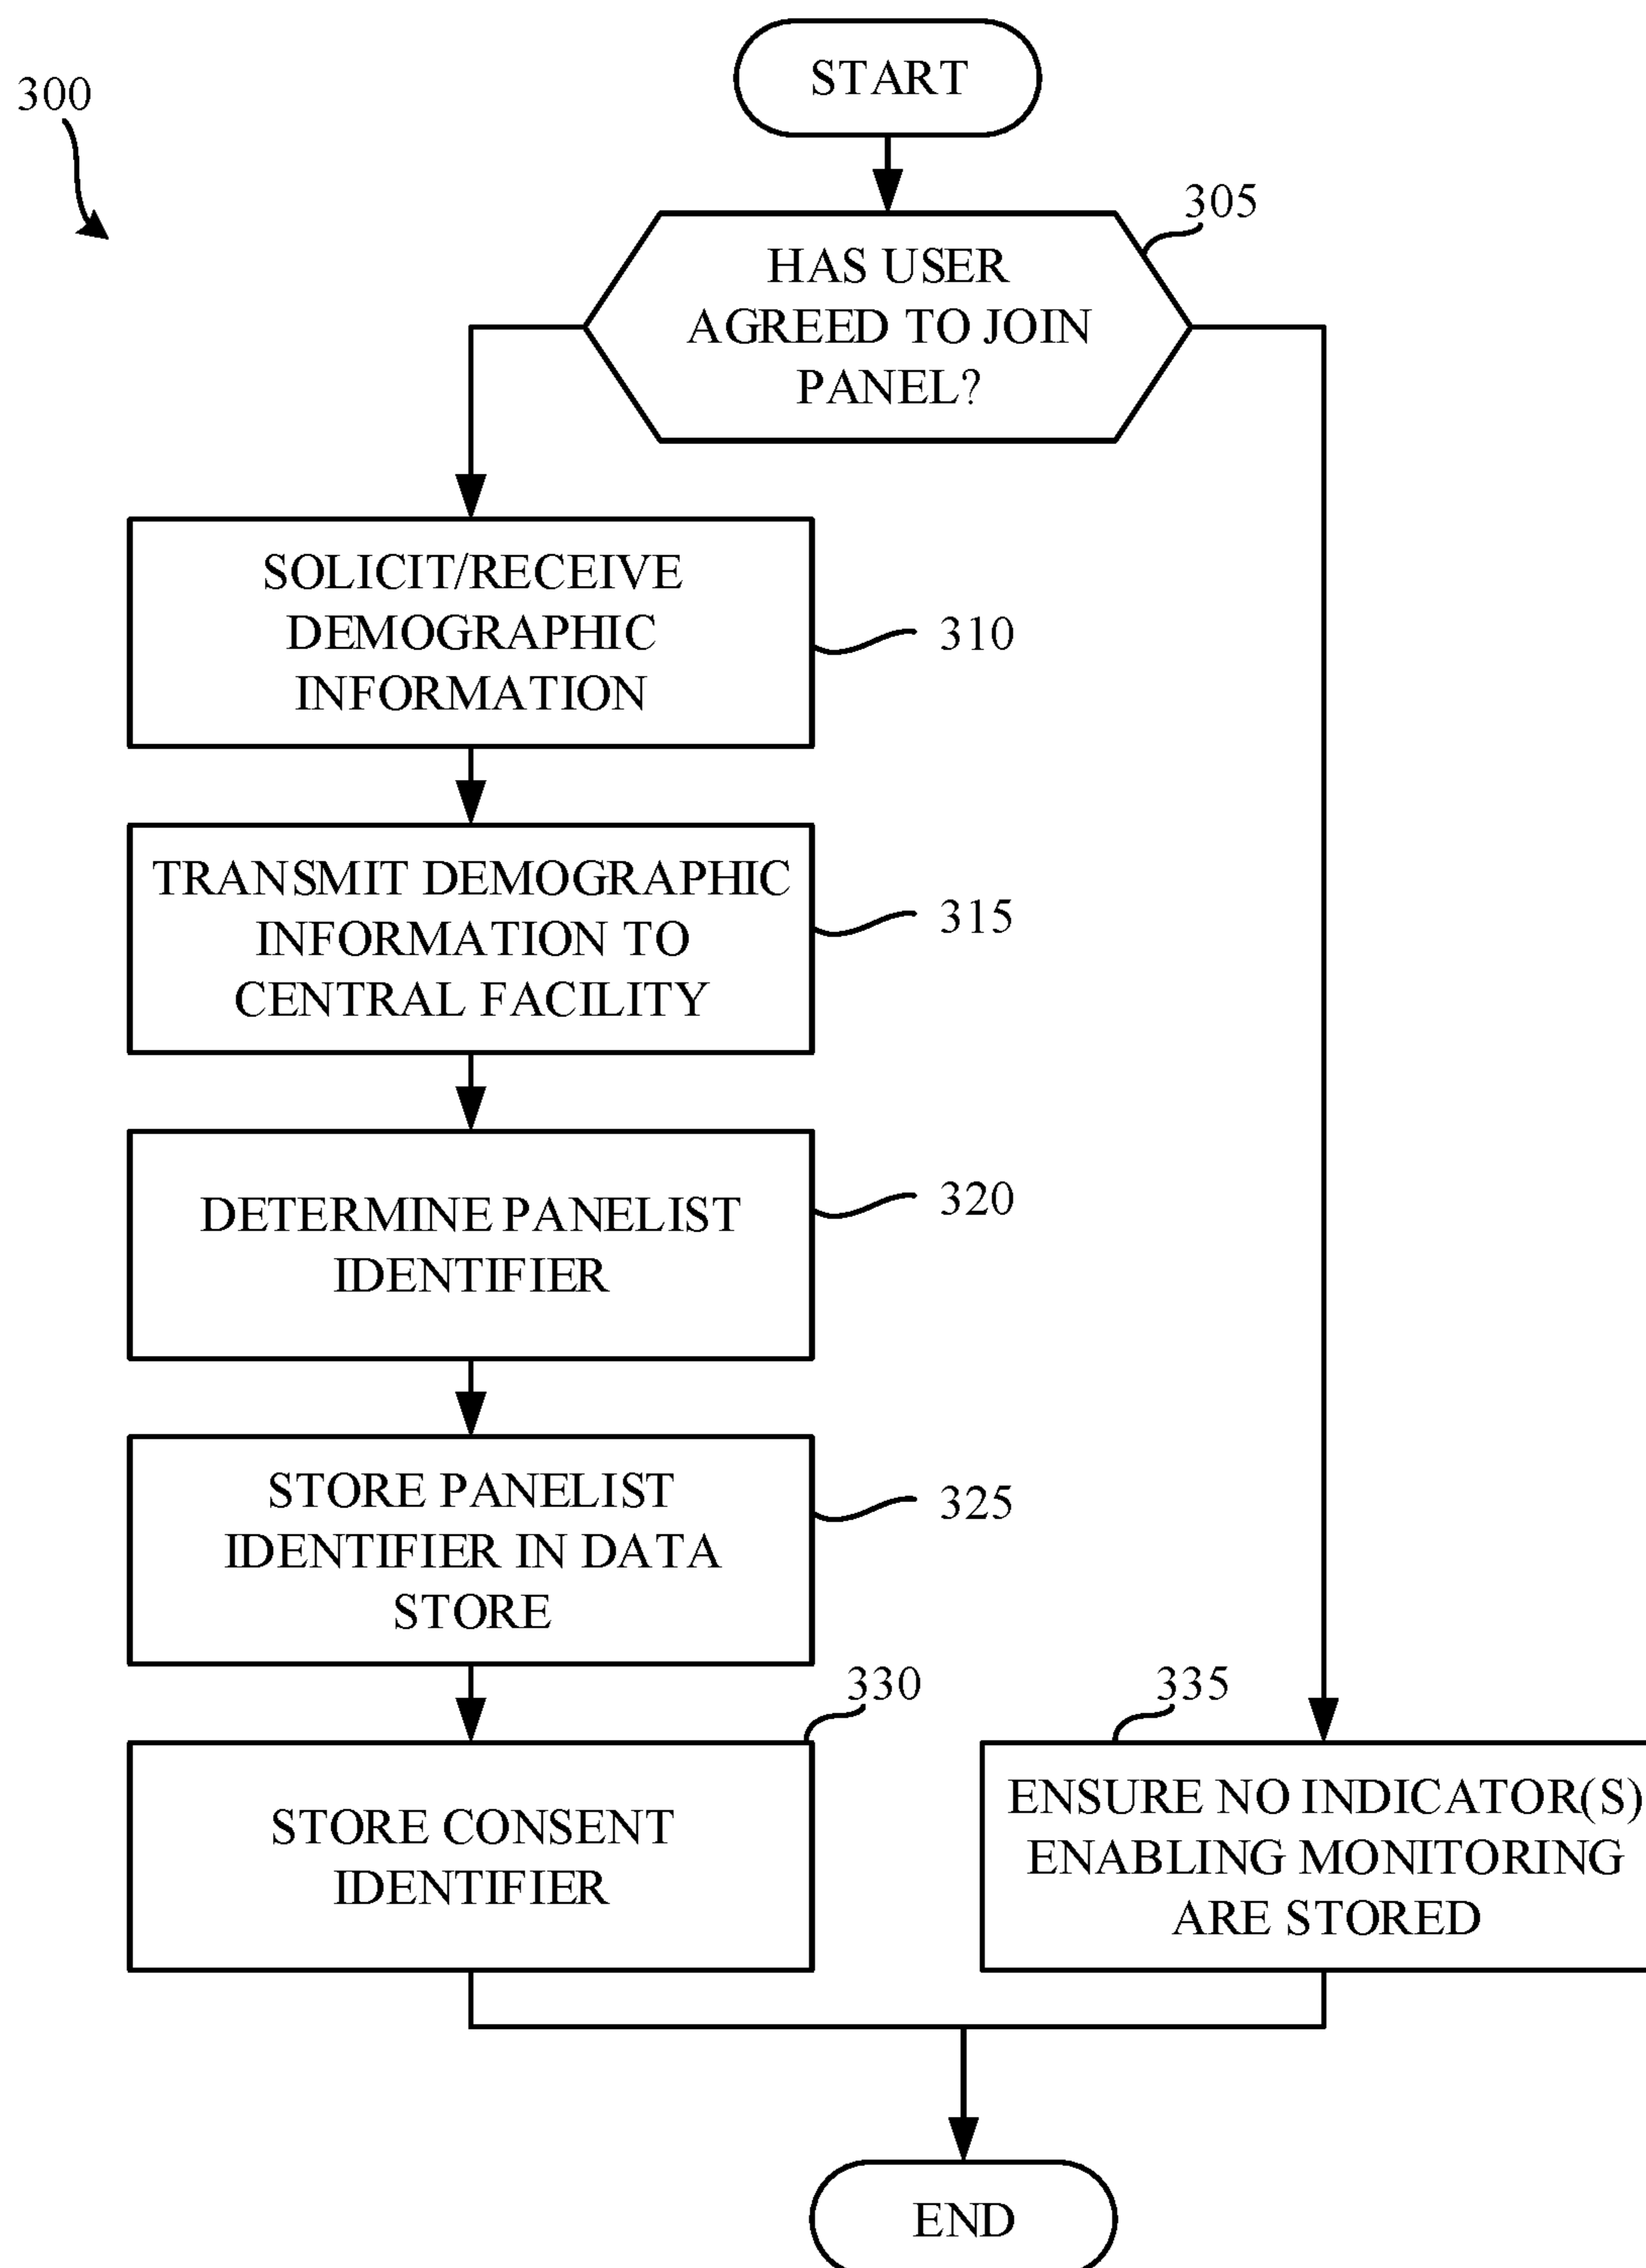 300
START
305
HAS USER
AGREED TO JOIN
PANEL?
SOLICIT/RECEIVE
DEMOGRAPHIC
INFORMATION
310
TRANSMIT DEMOGRAPHIC
INFORMATION TO
CENTRAL FACILITY
315
DETERMINE PANELIST
IDENTIFIER
320
STORE PANELIST
IDENTIFIER IN DATA
STORE
325
330
STORE CONSENT
IDENTIFIER
335
ENSURE NO INDICATOR(S)
ENABLING MONITORING
ARE STORED
END